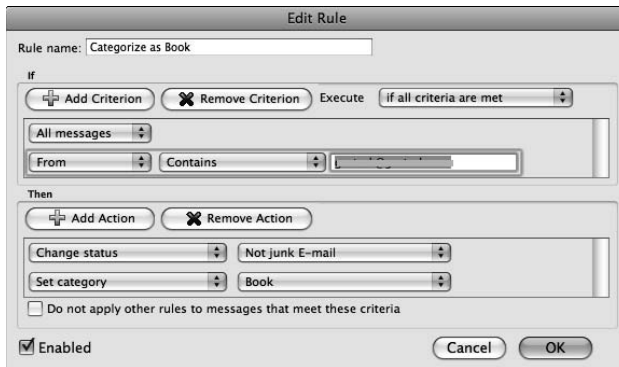 Edit Rule
Rule name: Categorize as Book
If
Add Criterion Remove Criterion Execute if all criteria are met
All messages
From Contains
Then
Add Action Remove Action
Change status Not junk E-mail
Set category Book
Do not apply other rules to messages that meet these criteria
Enabled Cancel OK